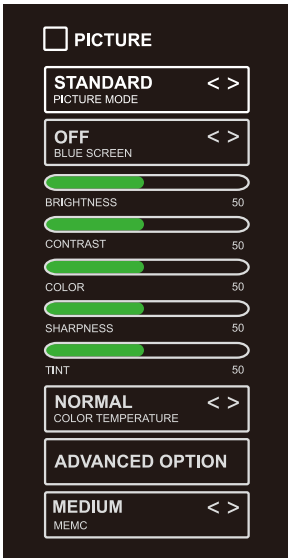 PICTURE
STANDARD < >
PICTURE MODE
OFF < >
BLUE SCREEN
BRIGHTNESS 50
CONTRAST 50
COLOR 50
SHARPNESS 50
TINT 50
NORMAL < >
COLOR TEMPERATURE
ADVANCED OPTION
MEDIUM < >
MEMC